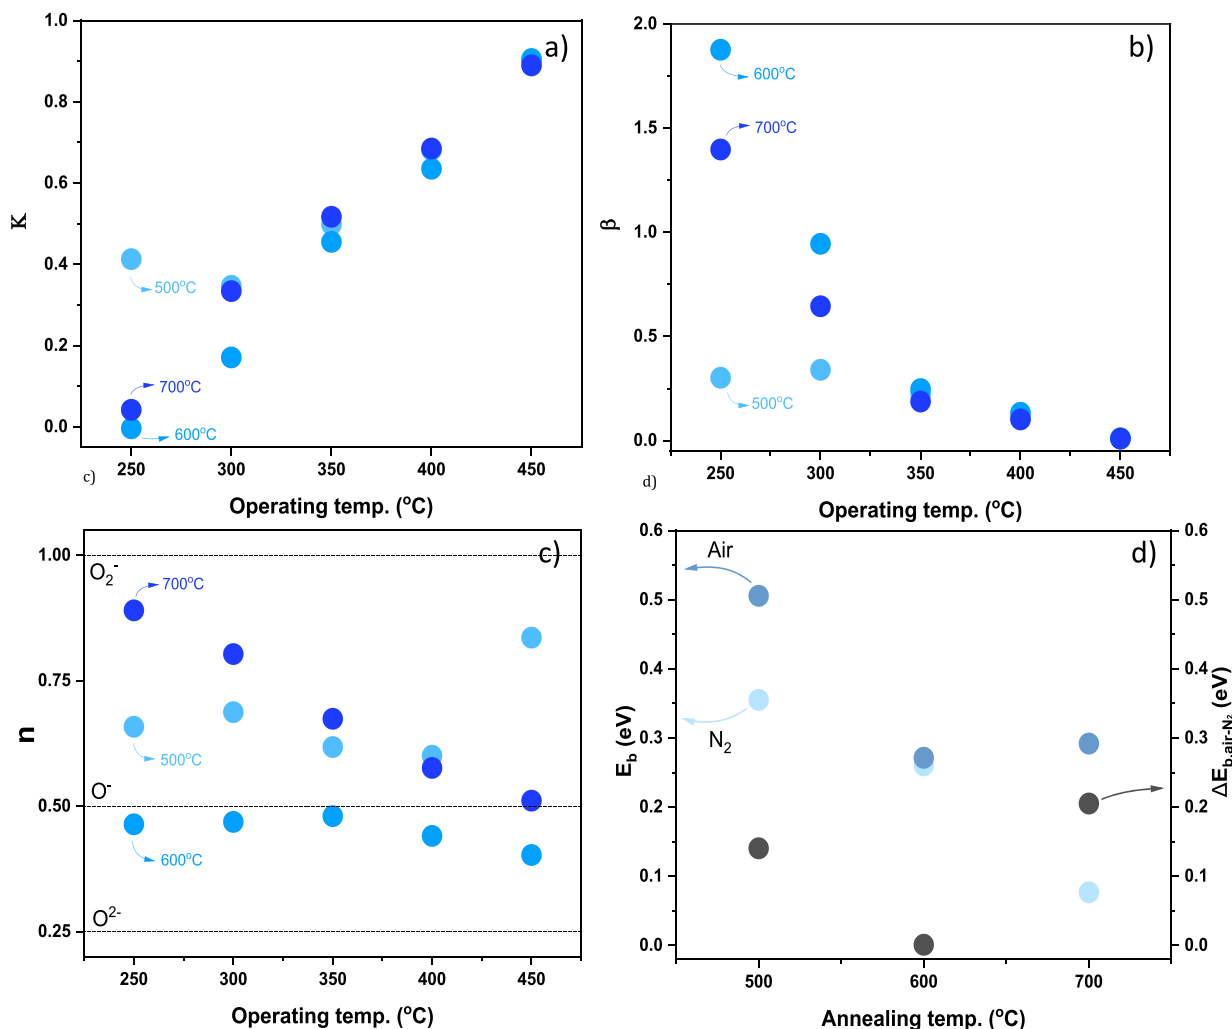 a)
1.0
0.8
0.6
0.4
0.2
0.0
K
500°C
700°C
600°C
250 300 350 400 450
c)
Operating temp. (°C)
b)
2.0
1.5
1.0
0.5
0.0
β
600°C
700°C
500°C
250 300 350 400 450
d)
Operating temp. (°C)
c)
1.00
0.75
0.50
0.25
n
O₂⁻
O⁻
O²⁻
700°C
500°C
600°C
250 300 350 400 450
Operating temp. (°C)
d)
0.6
0.5
0.4
0.3
0.2
0.1
0.0
E_b (eV)
Air
N₂
0.6
0.5
0.4
0.3
0.2
0.1
0.0
ΔE_b,air-N₂ (eV)
500 600 700
Annealing temp. (°C)